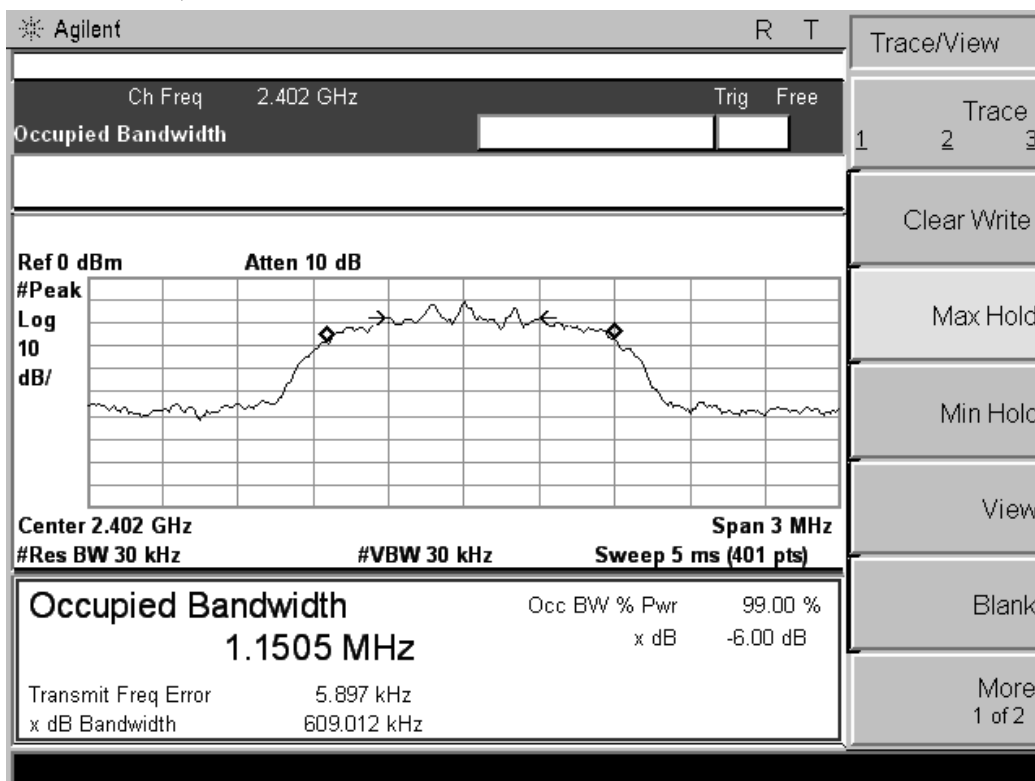 Agilent R T
Trace/View
Ch Freq 2.402 GHz Trig Free
Occupied Bandwidth
Trace
1 2 3
Clear Write
Ref 0 dBm Atten 10 dB
#Peak
Log
10
dB/
Max Hold
Min Hold
View
Center 2.402 GHz Span 3 MHz
#Res BW 30 kHz #VBW 30 kHz Sweep 5 ms (401 pts)
Occupied Bandwidth
1.1505 MHz
Occ BW % Pwr 99.00 %
x dB -6.00 dB
Transmit Freq Error 5.897 kHz
x dB Bandwidth 609.012 kHz
Blank
More
1 of 2